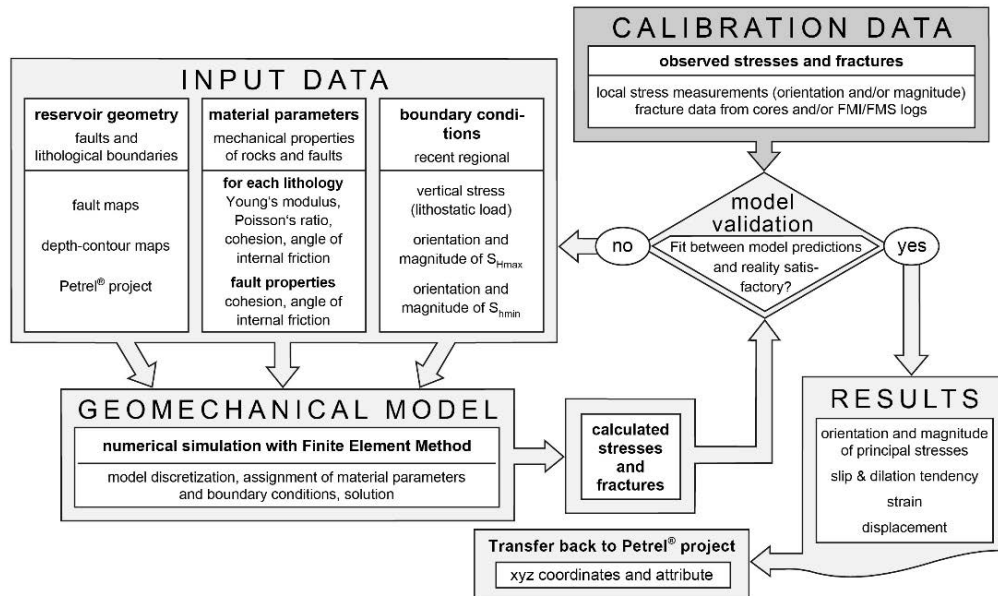 CALIBRATION DATA
observed stresses and fractures
local stress measurements (orientation and/or magnitude)
fracture data from cores and/or FMI/FMS logs
INPUT DATA
reservoir geometry
faults and
lithological boundaries
fault maps
depth-contour maps
Petrel® project
material parameters
mechanical properties
of rocks and faults
for each lithology
Young's modulus,
Poisson's ratio,
cohesion, angle of
internal friction
fault properties
cohesion, angle of
internal friction
boundary condi-
tions
recent regional
vertical stress
(lithostatic load)
orientation and
magnitude of SHmax
orientation and
magnitude of Shmin
model
validation
Fit between model predictions
and reality satis-
factory?
no
yes
GEOMECHANICAL MODEL
numerical simulation with Finite Element Method
model discretization, assignment of material parameters
and boundary conditions, solution
calculated
stresses
and
fractures
RESULTS
orientation and magnitude
of principal stresses
slip & dilation tendency
strain
displacement
Transfer back to Petrel® project
xyz coordinates and attribute